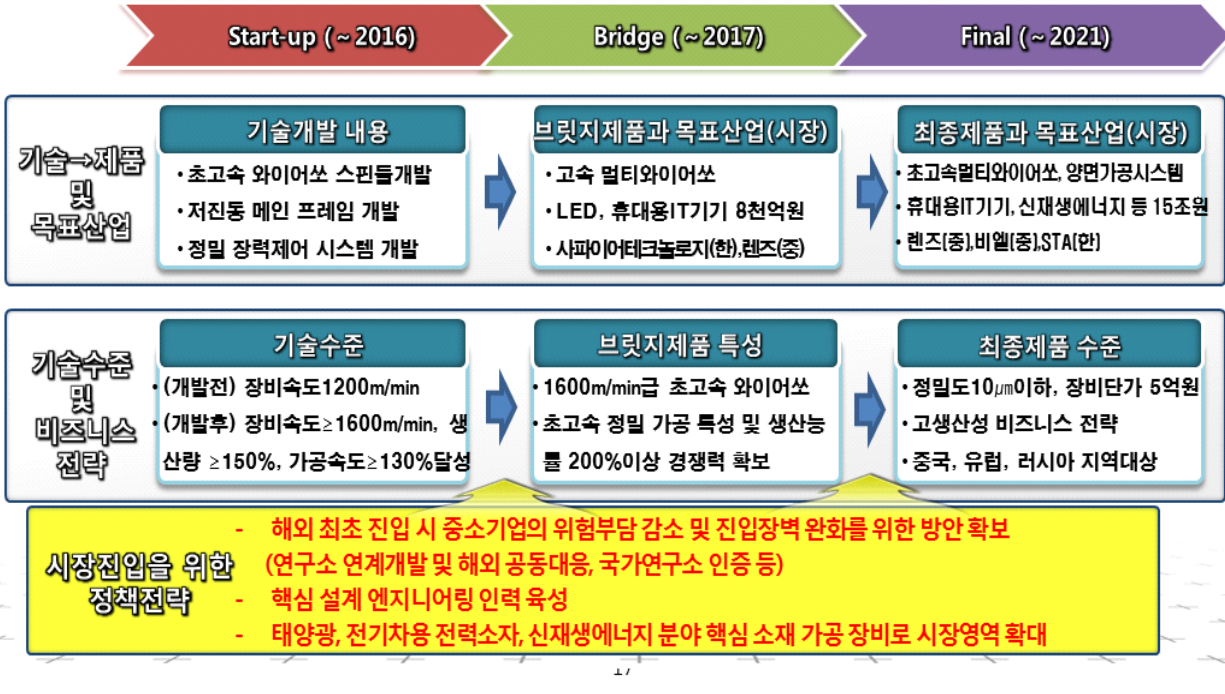 Start-up (~2016)
Bridge (~2017)
Final (~2021)
기술→제품
및
목표산업
기술개발 내용
• 초고속 와이어쏘 스핀들개발
• 저진동 메인 프레임 개발
• 정밀 장력제어 시스템 개발
브릿지제품과 목표산업(시장)
• 고속 멀티와이어쏘
• LED, 휴대용IT기기 8천억원
• 사파이어테크놀로지(한),렌즈(중)
최종제품과 목표산업(시장)
• 초고속멀티와이어쏘, 양면가공시스템
• 휴대용IT기기, 신재생에너지 등 15조원
• 렌즈(중),비엘(중),STA(한)
기술수준
및
비즈니스
전략
기술수준
• (개발전) 장비속도1200m/min
• (개발후) 장비속도≥1600m/min, 생
산량 ≥150%, 가공속도≥130%달성
브릿지제품 특성
• 1600m/min급 초고속 와이어쏘
• 초고속 정밀 가공 특성 및 생산능
률 200%이상 경쟁력 확보
최종제품 수준
• 정밀도10㎛이하, 장비단가 5억원
• 고생산성 비즈니스 전략
• 중국, 유럽, 러시아 지역대상
시장진입을 위한
정책전략
- 해외 최초 진입 시 중소기업의 위험부담 감소 및 진입장벽 완화를 위한 방안 확보
(연구소 연계개발 및 해외 공동대응, 국가연구소 인증 등)
- 핵심 설계 엔지니어링 인력 육성
- 태양광, 전기차용 전력소자, 신재생에너지 분야 핵심 소재 가공 장비로 시장영역 확대